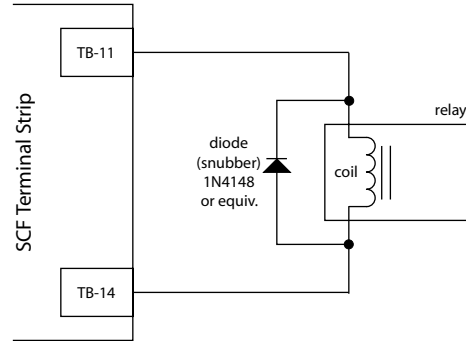 SCF Terminal Strip
TB-11
relay
diode
(snubber)
1N4148
or equiv.
coil
TB-14